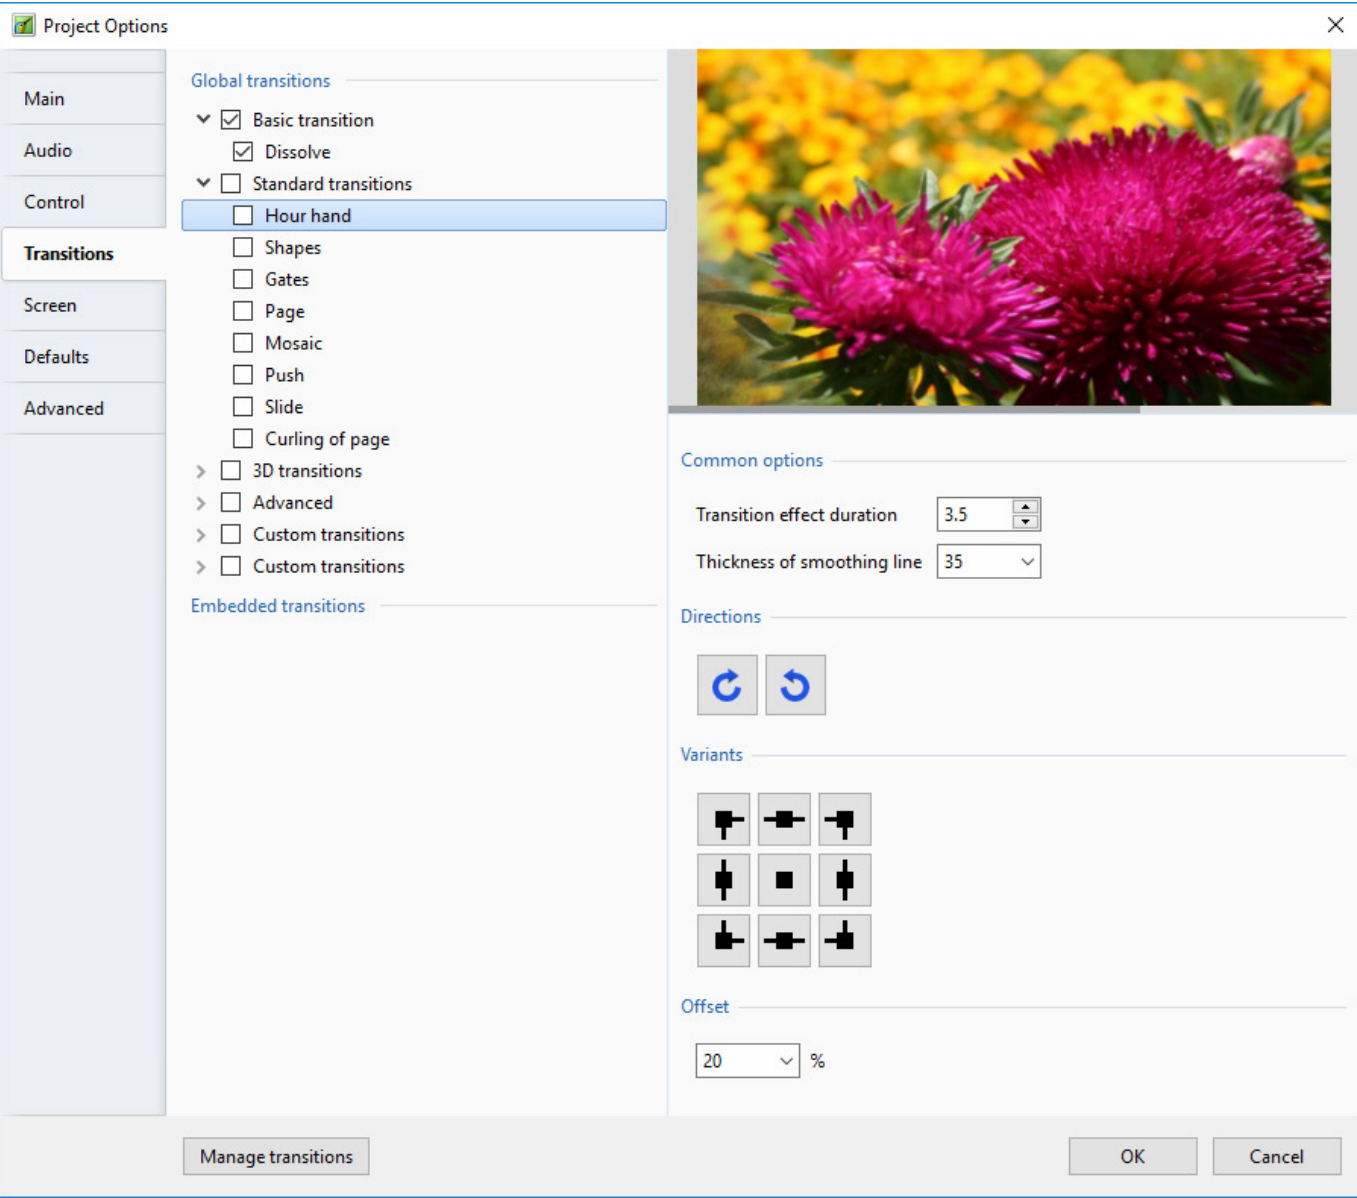 Project Options
Main
Audio
Control
Transitions
Screen
Defaults
Advanced
Global transitions
Basic transition
Dissolve
Standard transitions
Hour hand
Shapes
Gates
Page
Mosaic
Push
Slide
Curling of page
3D transitions
Advanced
Custom transitions
Custom transitions
Embedded transitions
Common options
Transition effect duration 3.5
Thickness of smoothing line 35
Directions
Variants
Offset
20 %
Manage transitions
OK
Cancel